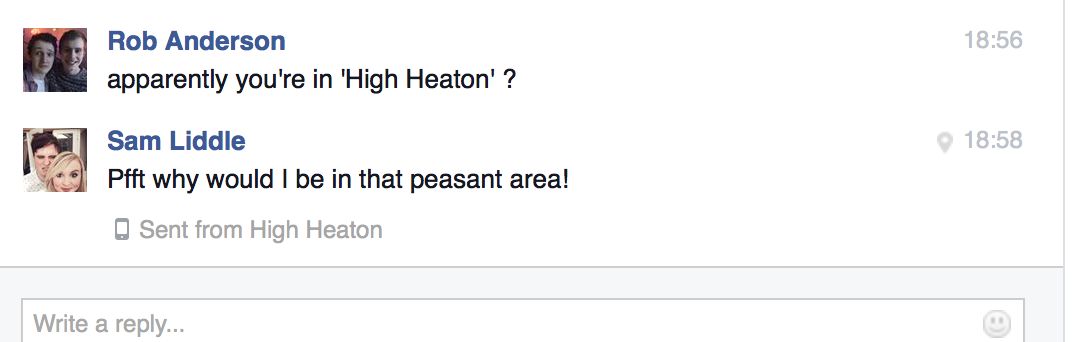 Rob Anderson 18:56
apparently you're in 'High Heaton' ?
Sam Liddle 18:58
Pfft why would I be in that peasant area!
Sent from High Heaton
Write a reply...